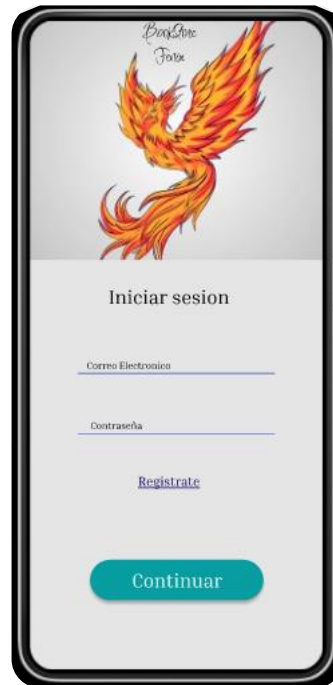 BookStore
Fenix
Iniciar sesion
Correo Electronico
Contraseña
Registrate
Continuar